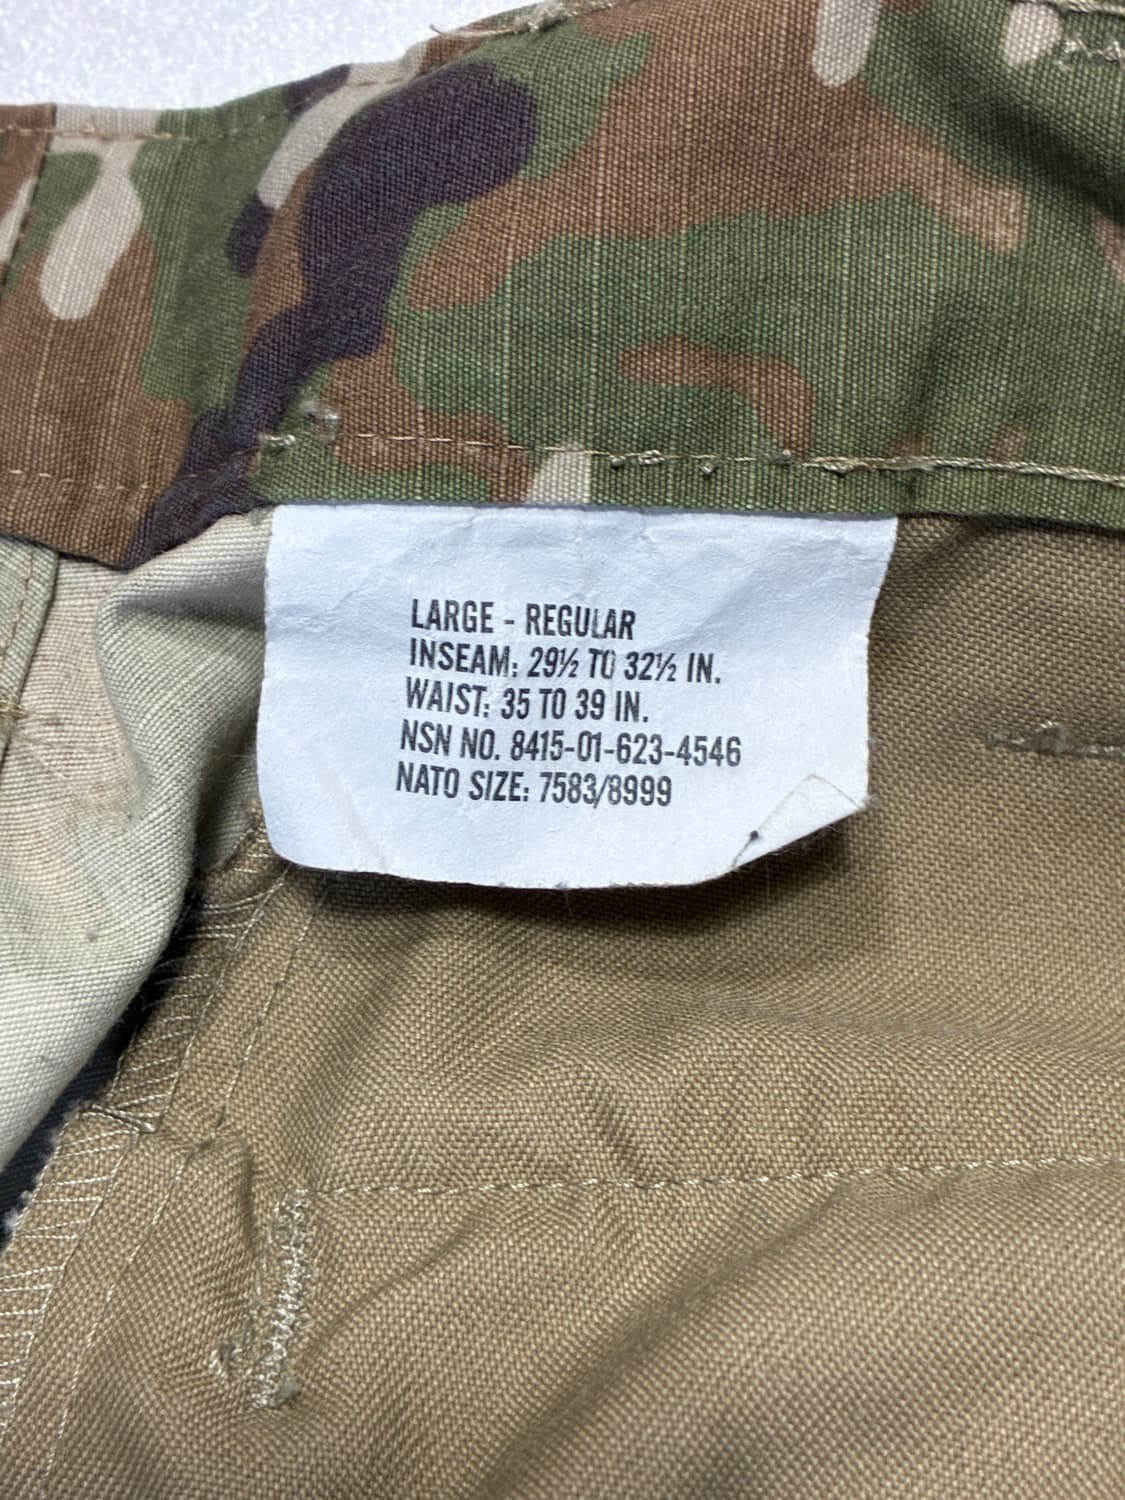 LARGE - REGULAR
INSEAM: 29½ TO 32½ IN.
WAIST: 35 TO 39 IN.
NSN NO. 8415-01-623-4546
NATO SIZE: 7583/8999